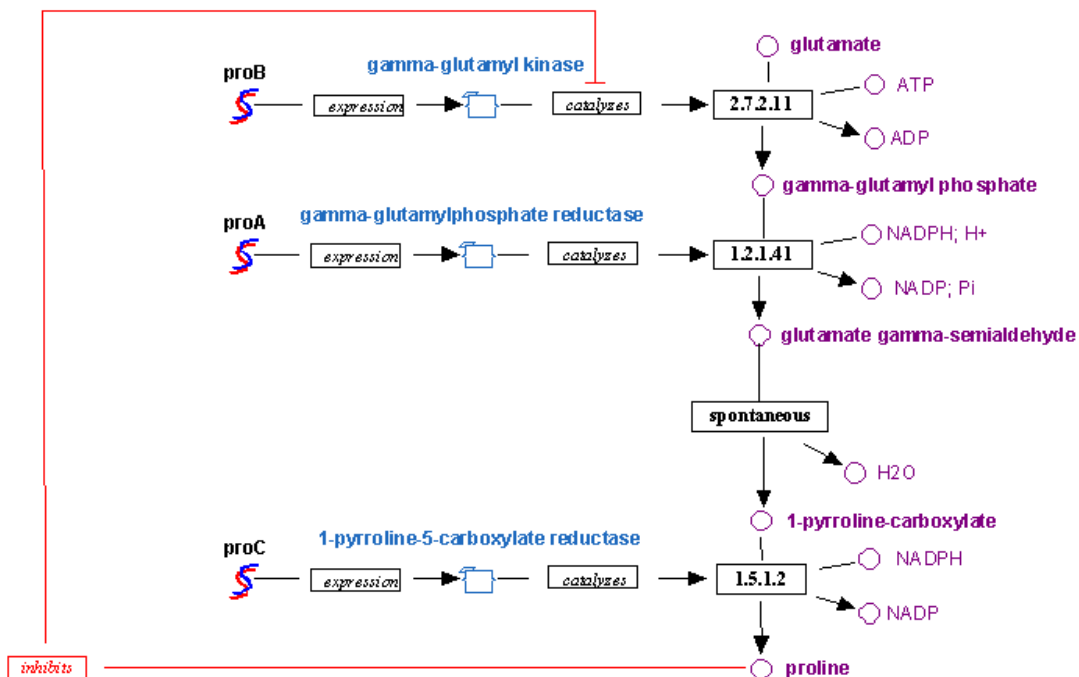 glutamate
proB
gamma-glutamyl kinase
expression
catalyzes
2.7.2.11
ATP
ADP
gamma-glutamyl phosphate
proA
gamma-glutamylphosphate reductase
expression
catalyzes
1.2.1.41
NADPH; H+
NADP; Pi
glutamate gamma-semialdehyde
spontaneous
H2O
1-pyrroline-carboxylate
proC
1-pyrroline-5-carboxylate reductase
expression
catalyzes
1.5.1.2
NADPH
NADP
inhibits
proline